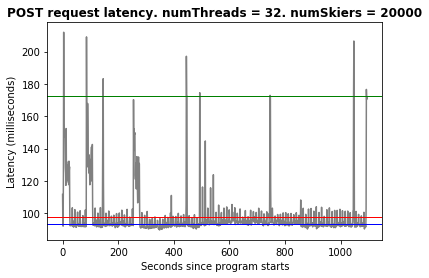 POST request latency. numThreads = 32. numSkiers = 20000
Latency (milliseconds)
200
180
160
140
120
100
0 200 400 600 800 1000
Seconds since program starts